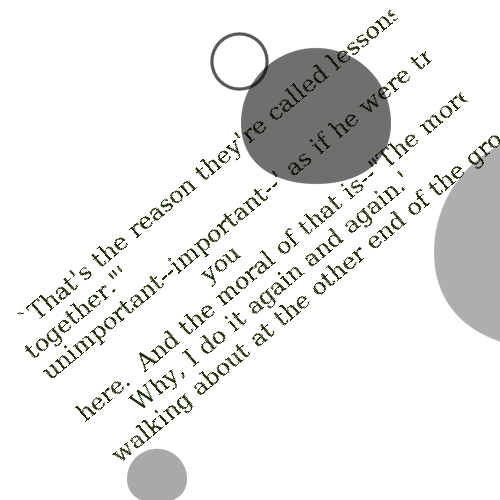 `That's the reason they're called lessons
together."'
unimportant--important--' as if he were tr
you
here.  And the moral of that is--"The more
Why, I do it again and again.'
walking about at the other end of the gro